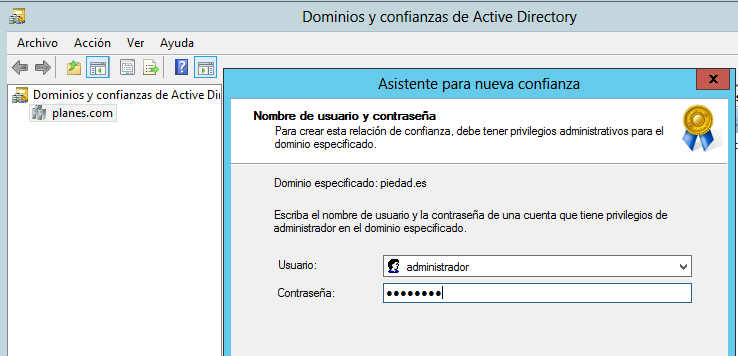 Dominios y confianzas de Active Directory
Archivo Acción Ver Ayuda
Dominios y confianzas de Active Di
planes.com
Asistente para nueva confianza
x
Nombre de usuario y contraseña
Para crear esta relación de confianza, debe tener privilegios administrativos para el
dominio especificado.
Dominio especificado: piedad.es
Escriba el nombre de usuario y la contraseña de una cuenta que tiene privilegios de
administrador en el dominio especificado.
Usuario: administrador
Contraseña: ●●●●●●●●